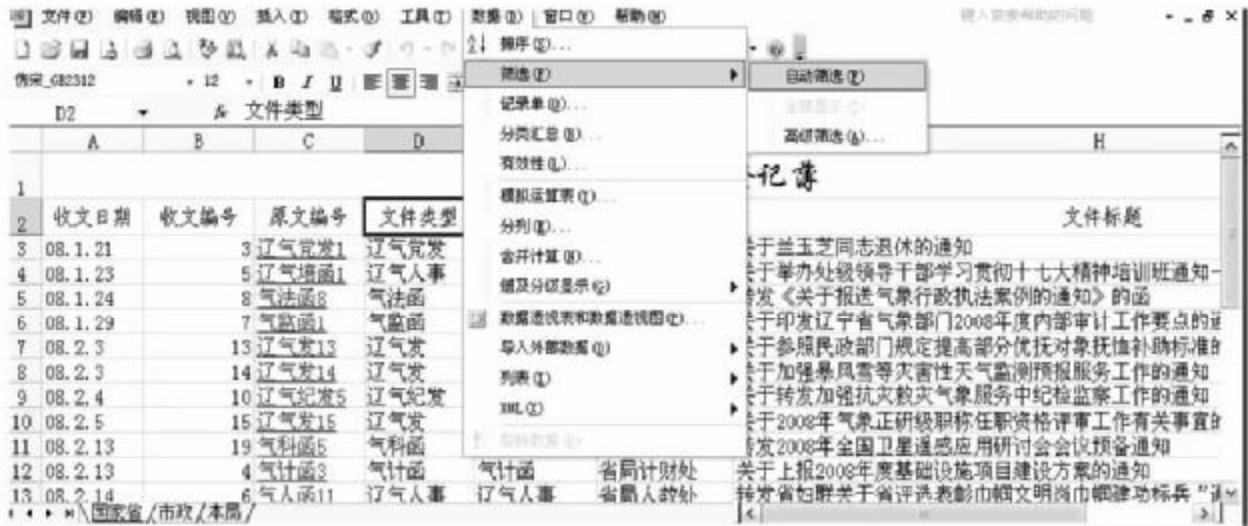 文件(F) 编辑(E) 视图(V) 插入(I) 格式(O) 工具(T) 数据(D) 窗口(W) 帮助(H) 键入需要帮助的问题
仿宋_GB2312 12 B I U
D2 fx 文件类型
排序(S)...
筛选(F)
记录单(O)...
分类汇总(B)...
有效性(L)...
模拟运算表(T)...
分列(E)...
合并计算(N)...
组及分级显示(G)
数据透视表和数据透视图(P)...
导入外部数据(D)
列表(I)
XML(X)
自动筛选(F)
全部显示(S)
高级筛选(A)...
A B C D H
1 记薄
2 收文日期 收文编号 原文编号 文件类型 文件标题
3 08.1.21 3 辽气党发1 辽气党发 关于兰玉芝同志退休的通知
4 08.1.23 5 辽气培函1 辽气人事 关于举办处级领导干部学习贯彻十七大精神培训班通知
5 08.1.24 8 气法函8 气法函 转发《关于报送气象行政执法案例的通知》的函
6 08.1.29 7 气监函1 气监函 关于印发辽宁省气象部门2008年度内部审计工作要点的通
7 08.2.3 13 辽气发13 辽气发 关于参照民政部门规定提高部分优抚对象抚恤补助标准的
8 08.2.3 14 辽气发14 辽气发 关于加强暴风雪等灾害性天气监测预报服务工作的通知
9 08.2.4 10 辽气纪发5 辽气纪发 关于转发加强抗灾救灾气象服务中纪检监察工作的通知
10 08.2.5 15 辽气发15 辽气发 关于2008年气象正研级职称任职资格评审工作有关事宜的
11 08.2.13 19 气科函5 气科函 转发2008年全国卫星遥感应用研讨会会议预备通知
12 08.2.13 4 气计函3 气计函 气计函 省局计财处 关于上报2008年度基础设施项目建设方案的通知
13 08.2.14 6 气人函11 辽气人事 辽气人事 省局人教处 转发省妇联关于省评选表彰巾帼文明岗巾帼建功标兵“
国家省 市政 本局